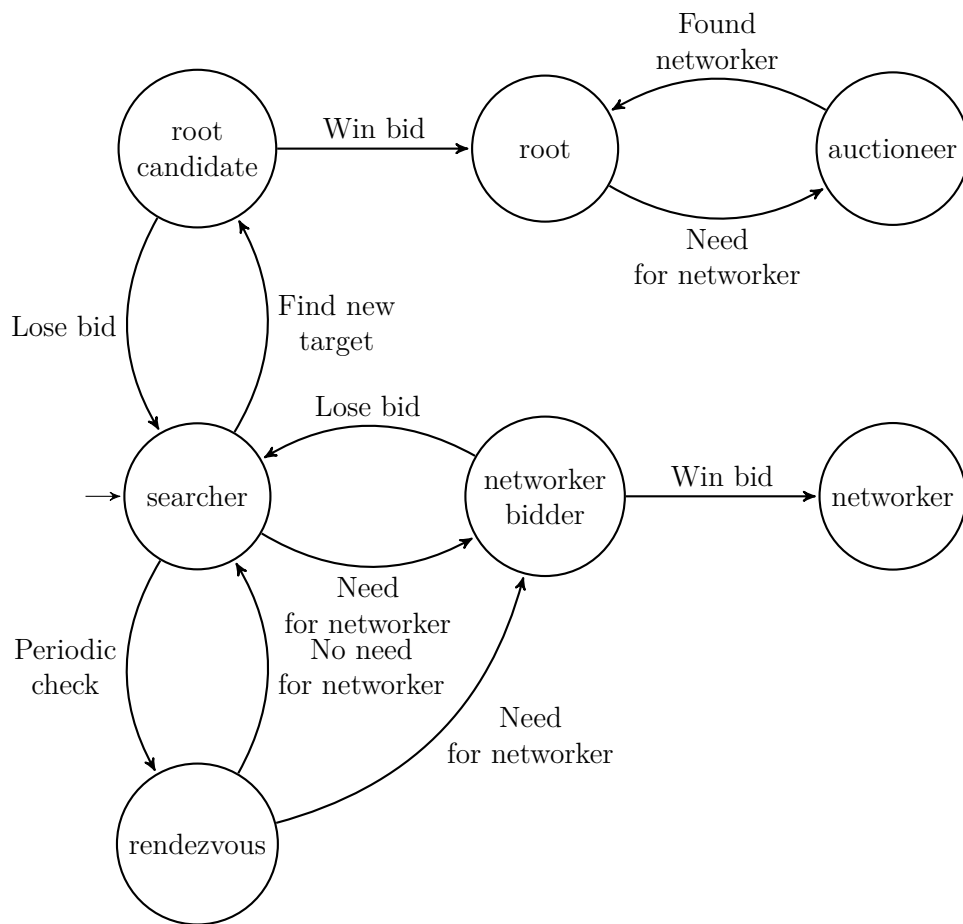 Found
networker
root
candidate
Win bid
root
auctioneer
Need
for networker
Lose bid
Find new
target
Lose bid
searcher
networker
bidder
Win bid
networker
Need
for networker
Periodic
check
No need
for networker
Need
for networker
rendezvous